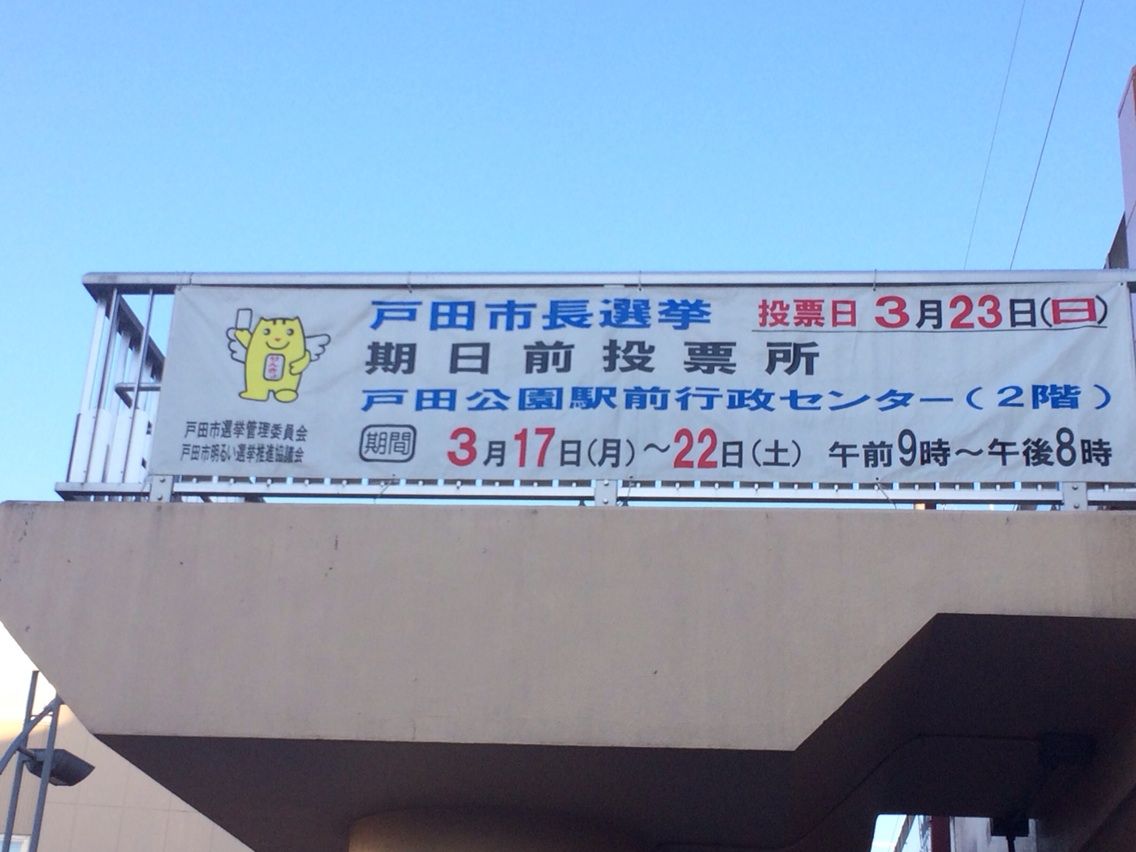 戸田市長選挙 投票日 3月23日(日)
期日前投票所
戸田公園駅前行政センター(2階)
期間 3月17日(月)～22日(土) 午前9時～午後8時
せんきょ
戸田市選挙管理委員会
戸田市明るい選挙推進協議会